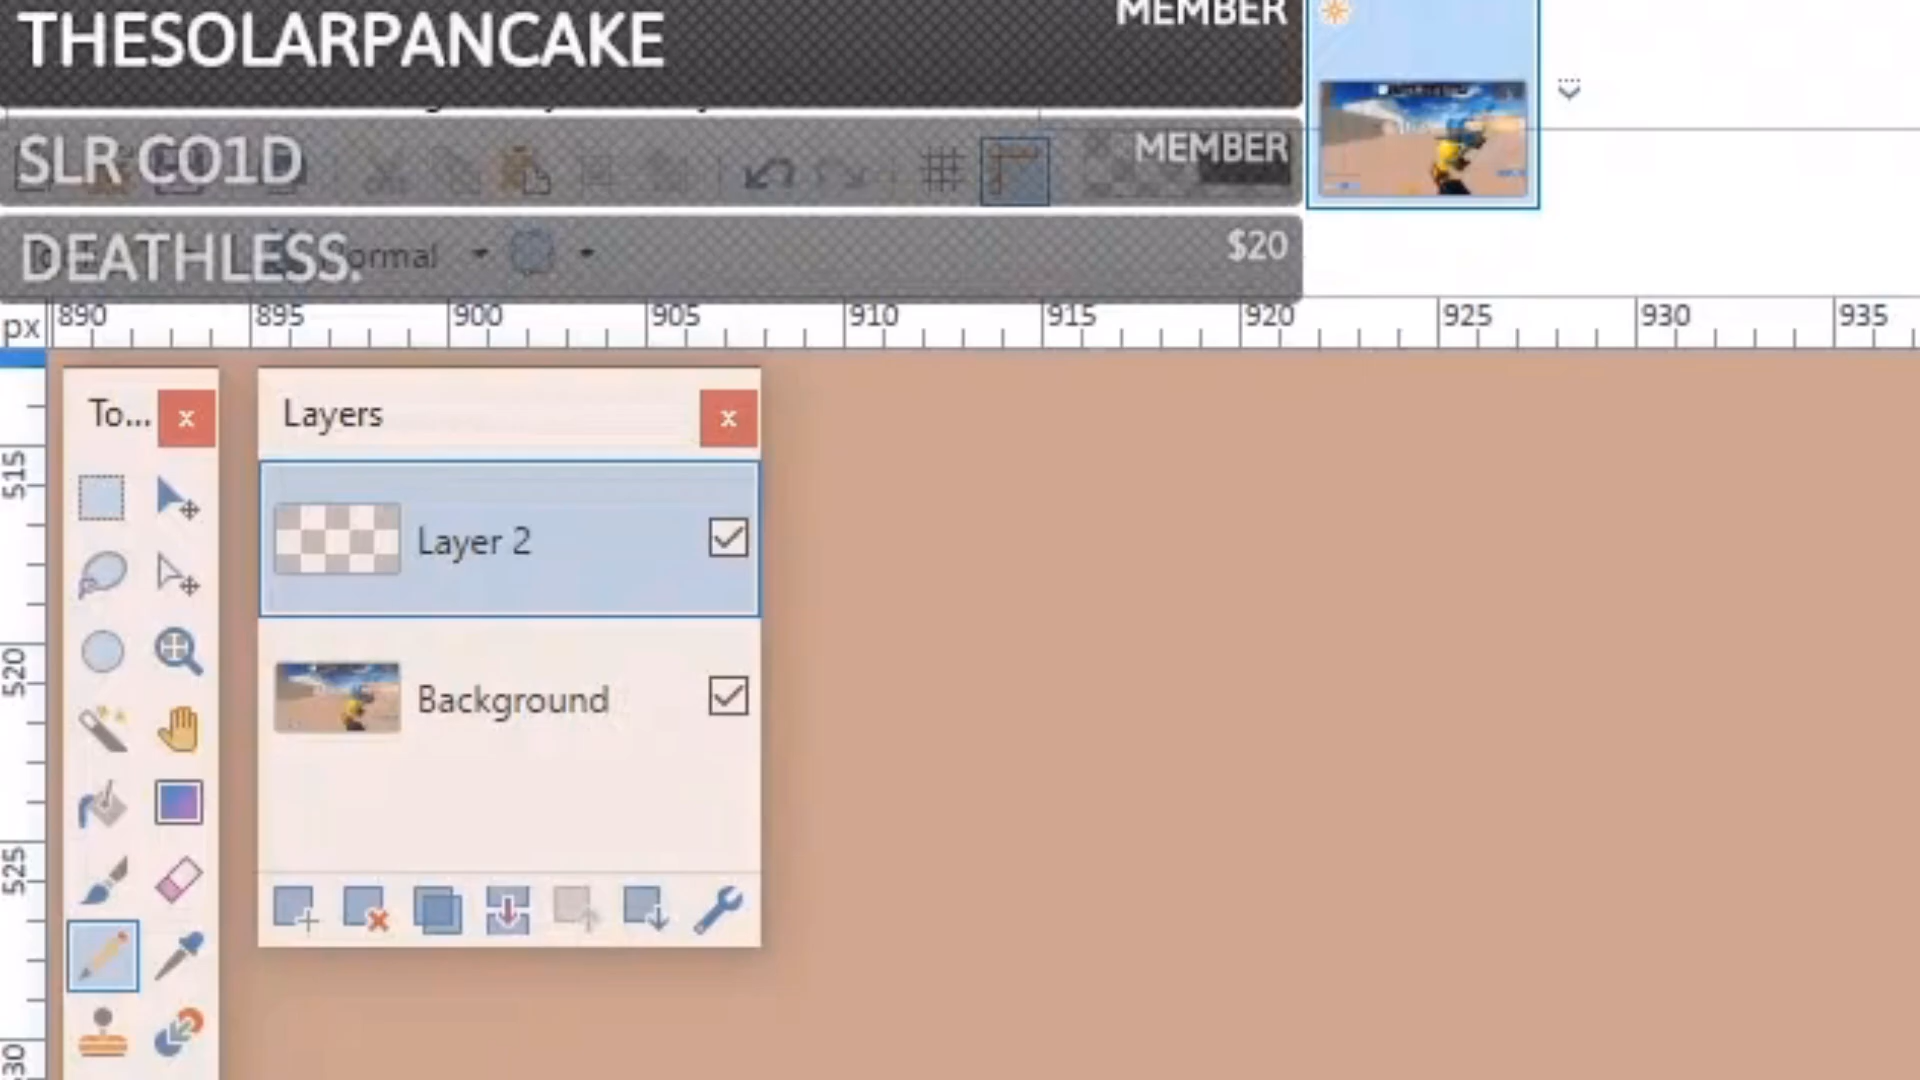 THESOLARPANCAKE MEMBER
SLR CO1D MEMBER
DEATHLESS. $20
ormal
px 890 895 900 905 910 915 920 925 930 935
To... x
Layers x
515
Layer 2
520
Background
525
30